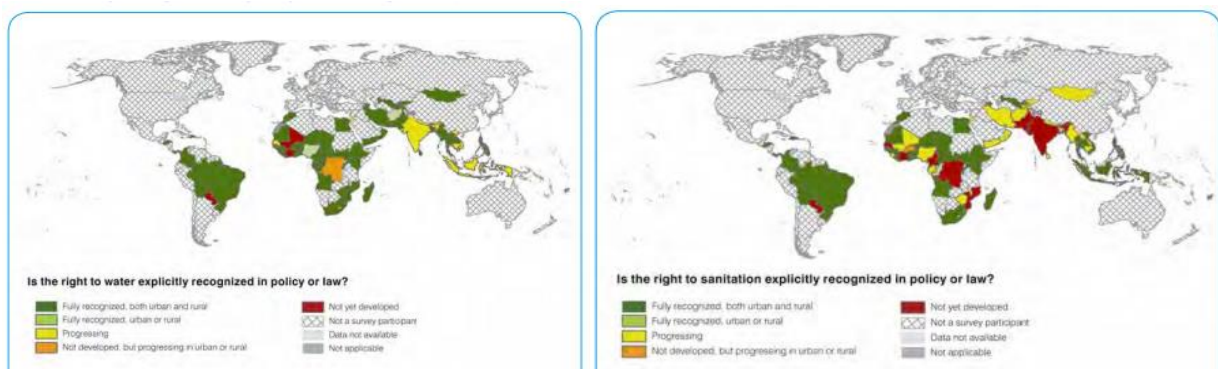 Is the right to water explicitly recognized in policy or law?
Fully recognized, both urban and rural
Fully recognized, urban or rural
Progressing
Not developed, but progressing in urban or rural
Not yet developed
Not a survey participant
Data not available
Not applicable
Is the right to sanitation explicitly recognized in policy or law?
Fully recognized, both urban and rural
Fully recognized, urban or rural
Progressing
Not developed, but progressing in urban or rural
Not yet developed
Not a survey participant
Data not available
Not applicable